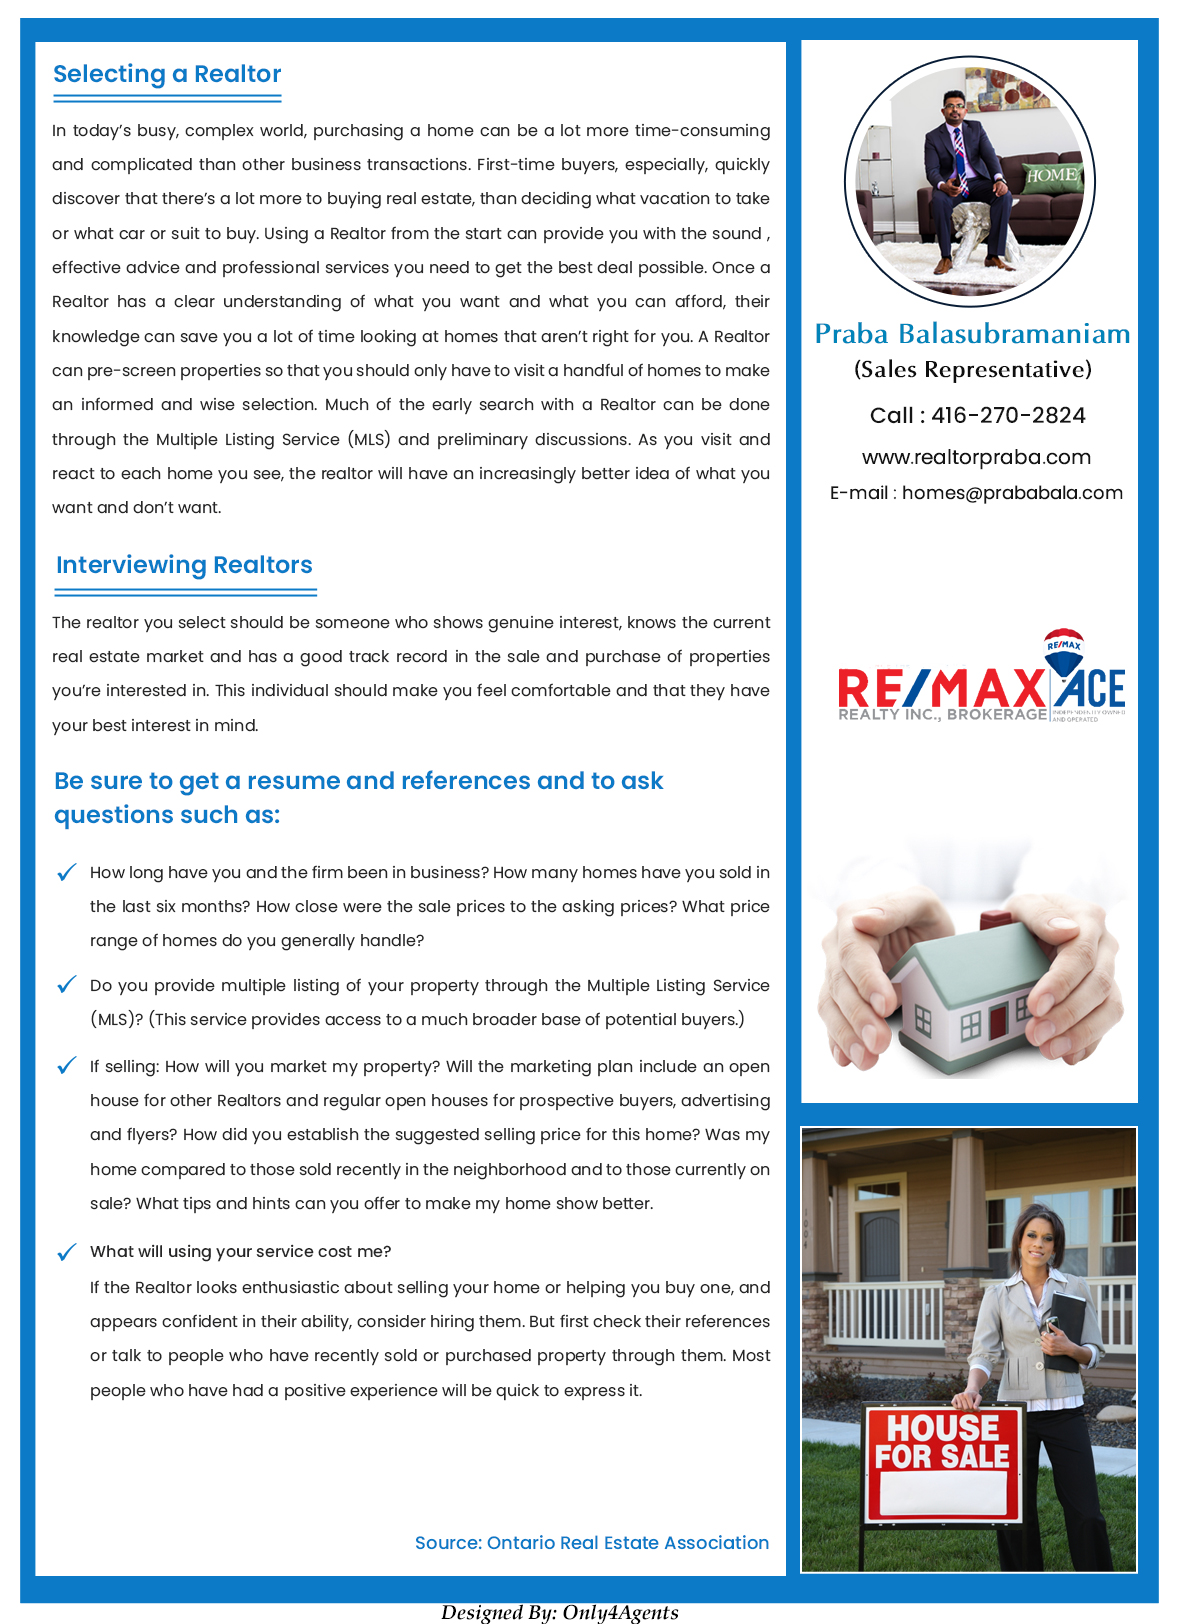 Selecting a Realtor
In today's busy, complex world, purchasing a home can be a lot more time-consuming
and complicated than other business transactions. First-time buyers, especially, quickly
discover that there's a lot more to buying real estate, than deciding what vacation to take
or what car or suit to buy. Using a Realtor from the start can provide you with the sound ,
effective advice and professional services you need to get the best deal possible. Once a
Realtor has a clear understanding of what you want and what you can afford, their
knowledge can save you a lot of time looking at homes that aren't right for you. A Realtor
can pre-screen properties so that you should only have to visit a handful of homes to make
an informed and wise selection. Much of the early search with a Realtor can be done
through the Multiple Listing Service (MLS) and preliminary discussions. As you visit and
react to each home you see, the realtor will have an increasingly better idea of what you
want and don't want.
Interviewing Realtors
The realtor you select should be someone who shows genuine interest, knows the current
real estate market and has a good track record in the sale and purchase of properties
you're interested in. This individual should make you feel comfortable and that they have
your best interest in mind.
Be sure to get a resume and references and to ask
questions such as:
How long have you and the firm been in business? How many homes have you sold in
the last six months? How close were the sale prices to the asking prices? What price
range of homes do you generally handle?
Do you provide multiple listing of your property through the Multiple Listing Service
(MLS)? (This service provides access to a much broader base of potential buyers.)
If selling: How will you market my property? Will the marketing plan include an open
house for other Realtors and regular open houses for prospective buyers, advertising
and flyers? How did you establish the suggested selling price for this home? Was my
home compared to those sold recently in the neighborhood and to those currently on
sale? What tips and hints can you offer to make my home show better.
What will using your service cost me?
If the Realtor looks enthusiastic about selling your home or helping you buy one, and
appears confident in their ability, consider hiring them. But first check their references
or talk to people who have recently sold or purchased property through them. Most
people who have had a positive experience will be quick to express it.
Source: Ontario Real Estate Association
HOME
Praba Balasubramaniam
(Sales Representative)
Call : 416-270-2824
www.realtorpraba.com
E-mail : homes@prababala.com
RE/MAX
RE/MAX ACE
REALTY INC., BROKERAGE
INDEPENDENTLY OWNED
AND OPERATED
1004
HOUSE
FOR SALE
Designed By: Only4Agents